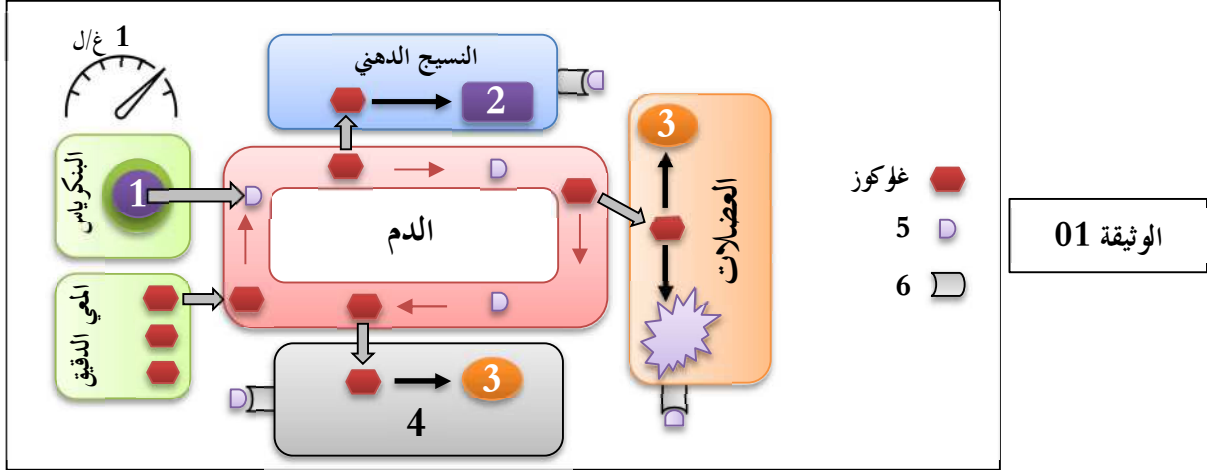 1 غ/ل
النسيج الدهني
2
3
البنكرياس
1
العضلات
الدم
غلوكوز
5
6
المعي الدقيق
3
4
الوثيقة 01